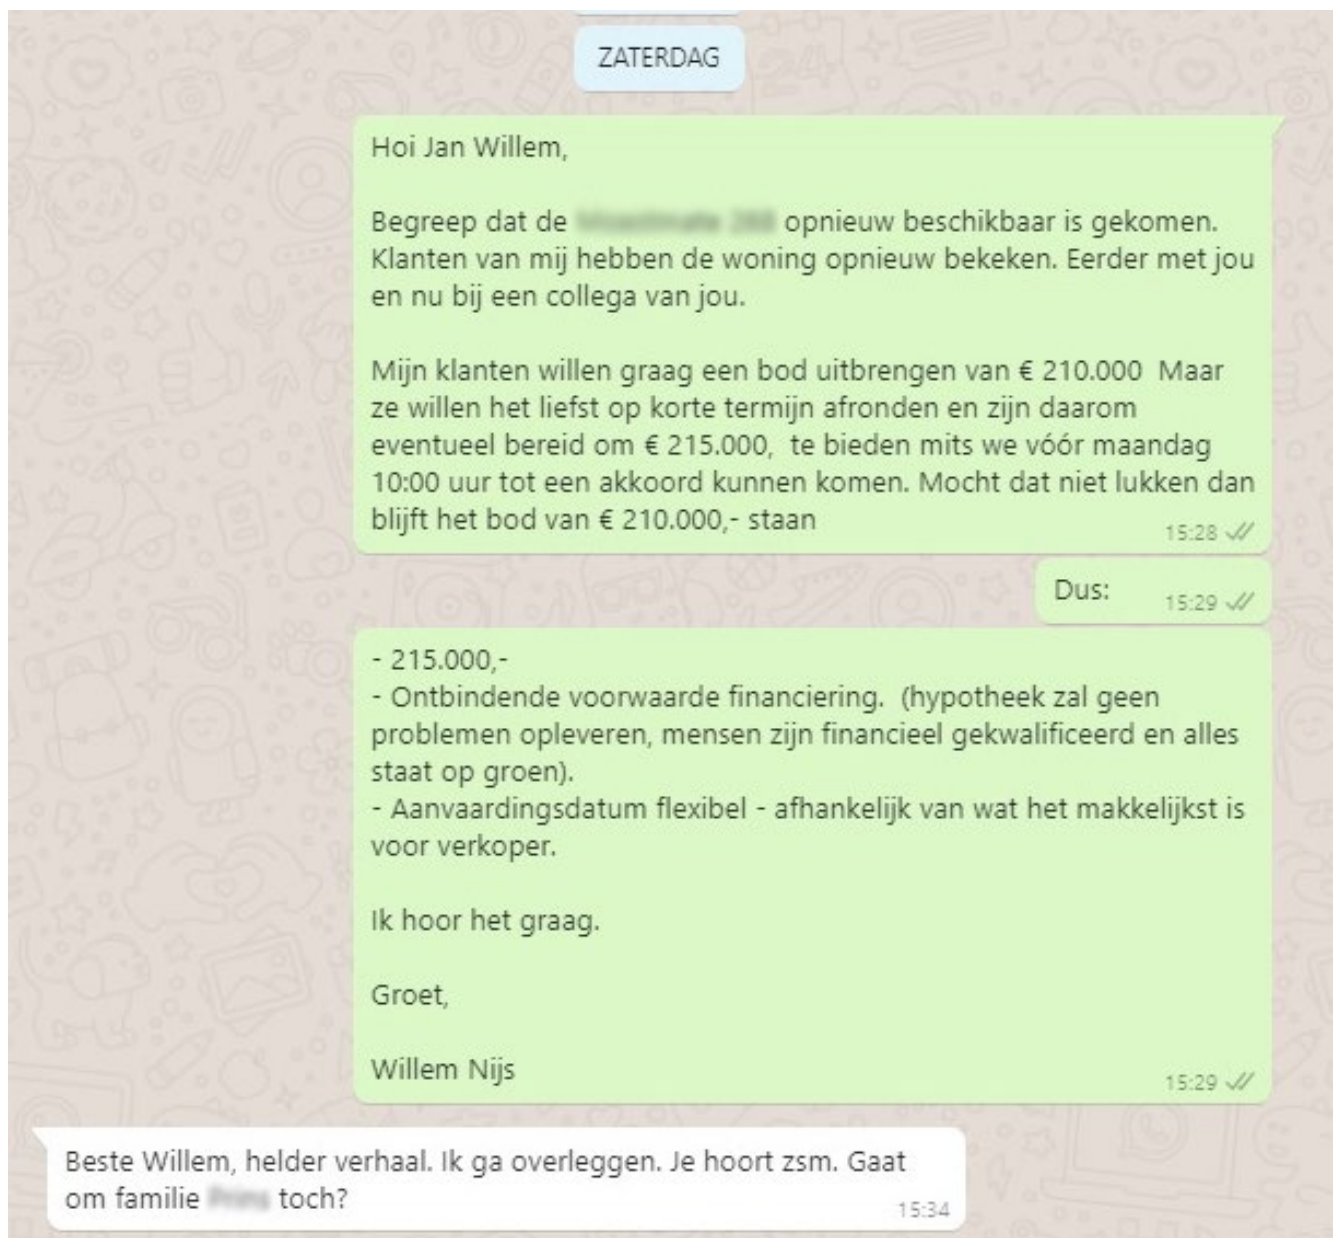 ZATERDAG
Hoi Jan Willem,
Begreep dat de opnieuw beschikbaar is gekomen.
Klanten van mij hebben de woning opnieuw bekeken. Eerder met jou
en nu bij een collega van jou.
Mijn klanten willen graag een bod uitbrengen van € 210.000 Maar
ze willen het liefst op korte termijn afronden en zijn daarom
eventueel bereid om € 215.000, te bieden mits we vóór maandag
10:00 uur tot een akkoord kunnen komen. Mocht dat niet lukken dan
blijft het bod van € 210.000,- staan
15:28
Dus:
15:29
- 215.000,-
- Ontbindende voorwaarde financiering. (hypotheek zal geen
problemen opleveren, mensen zijn financieel gekwalificeerd en alles
staat op groen).
- Aanvaardingsdatum flexibel - afhankelijk van wat het makkelijkst is
voor verkoper.
Ik hoor het graag.
Groet,
Willem Nijs
15:29
Beste Willem, helder verhaal. Ik ga overleggen. Je hoort zsm. Gaat
om familie toch?
15:34